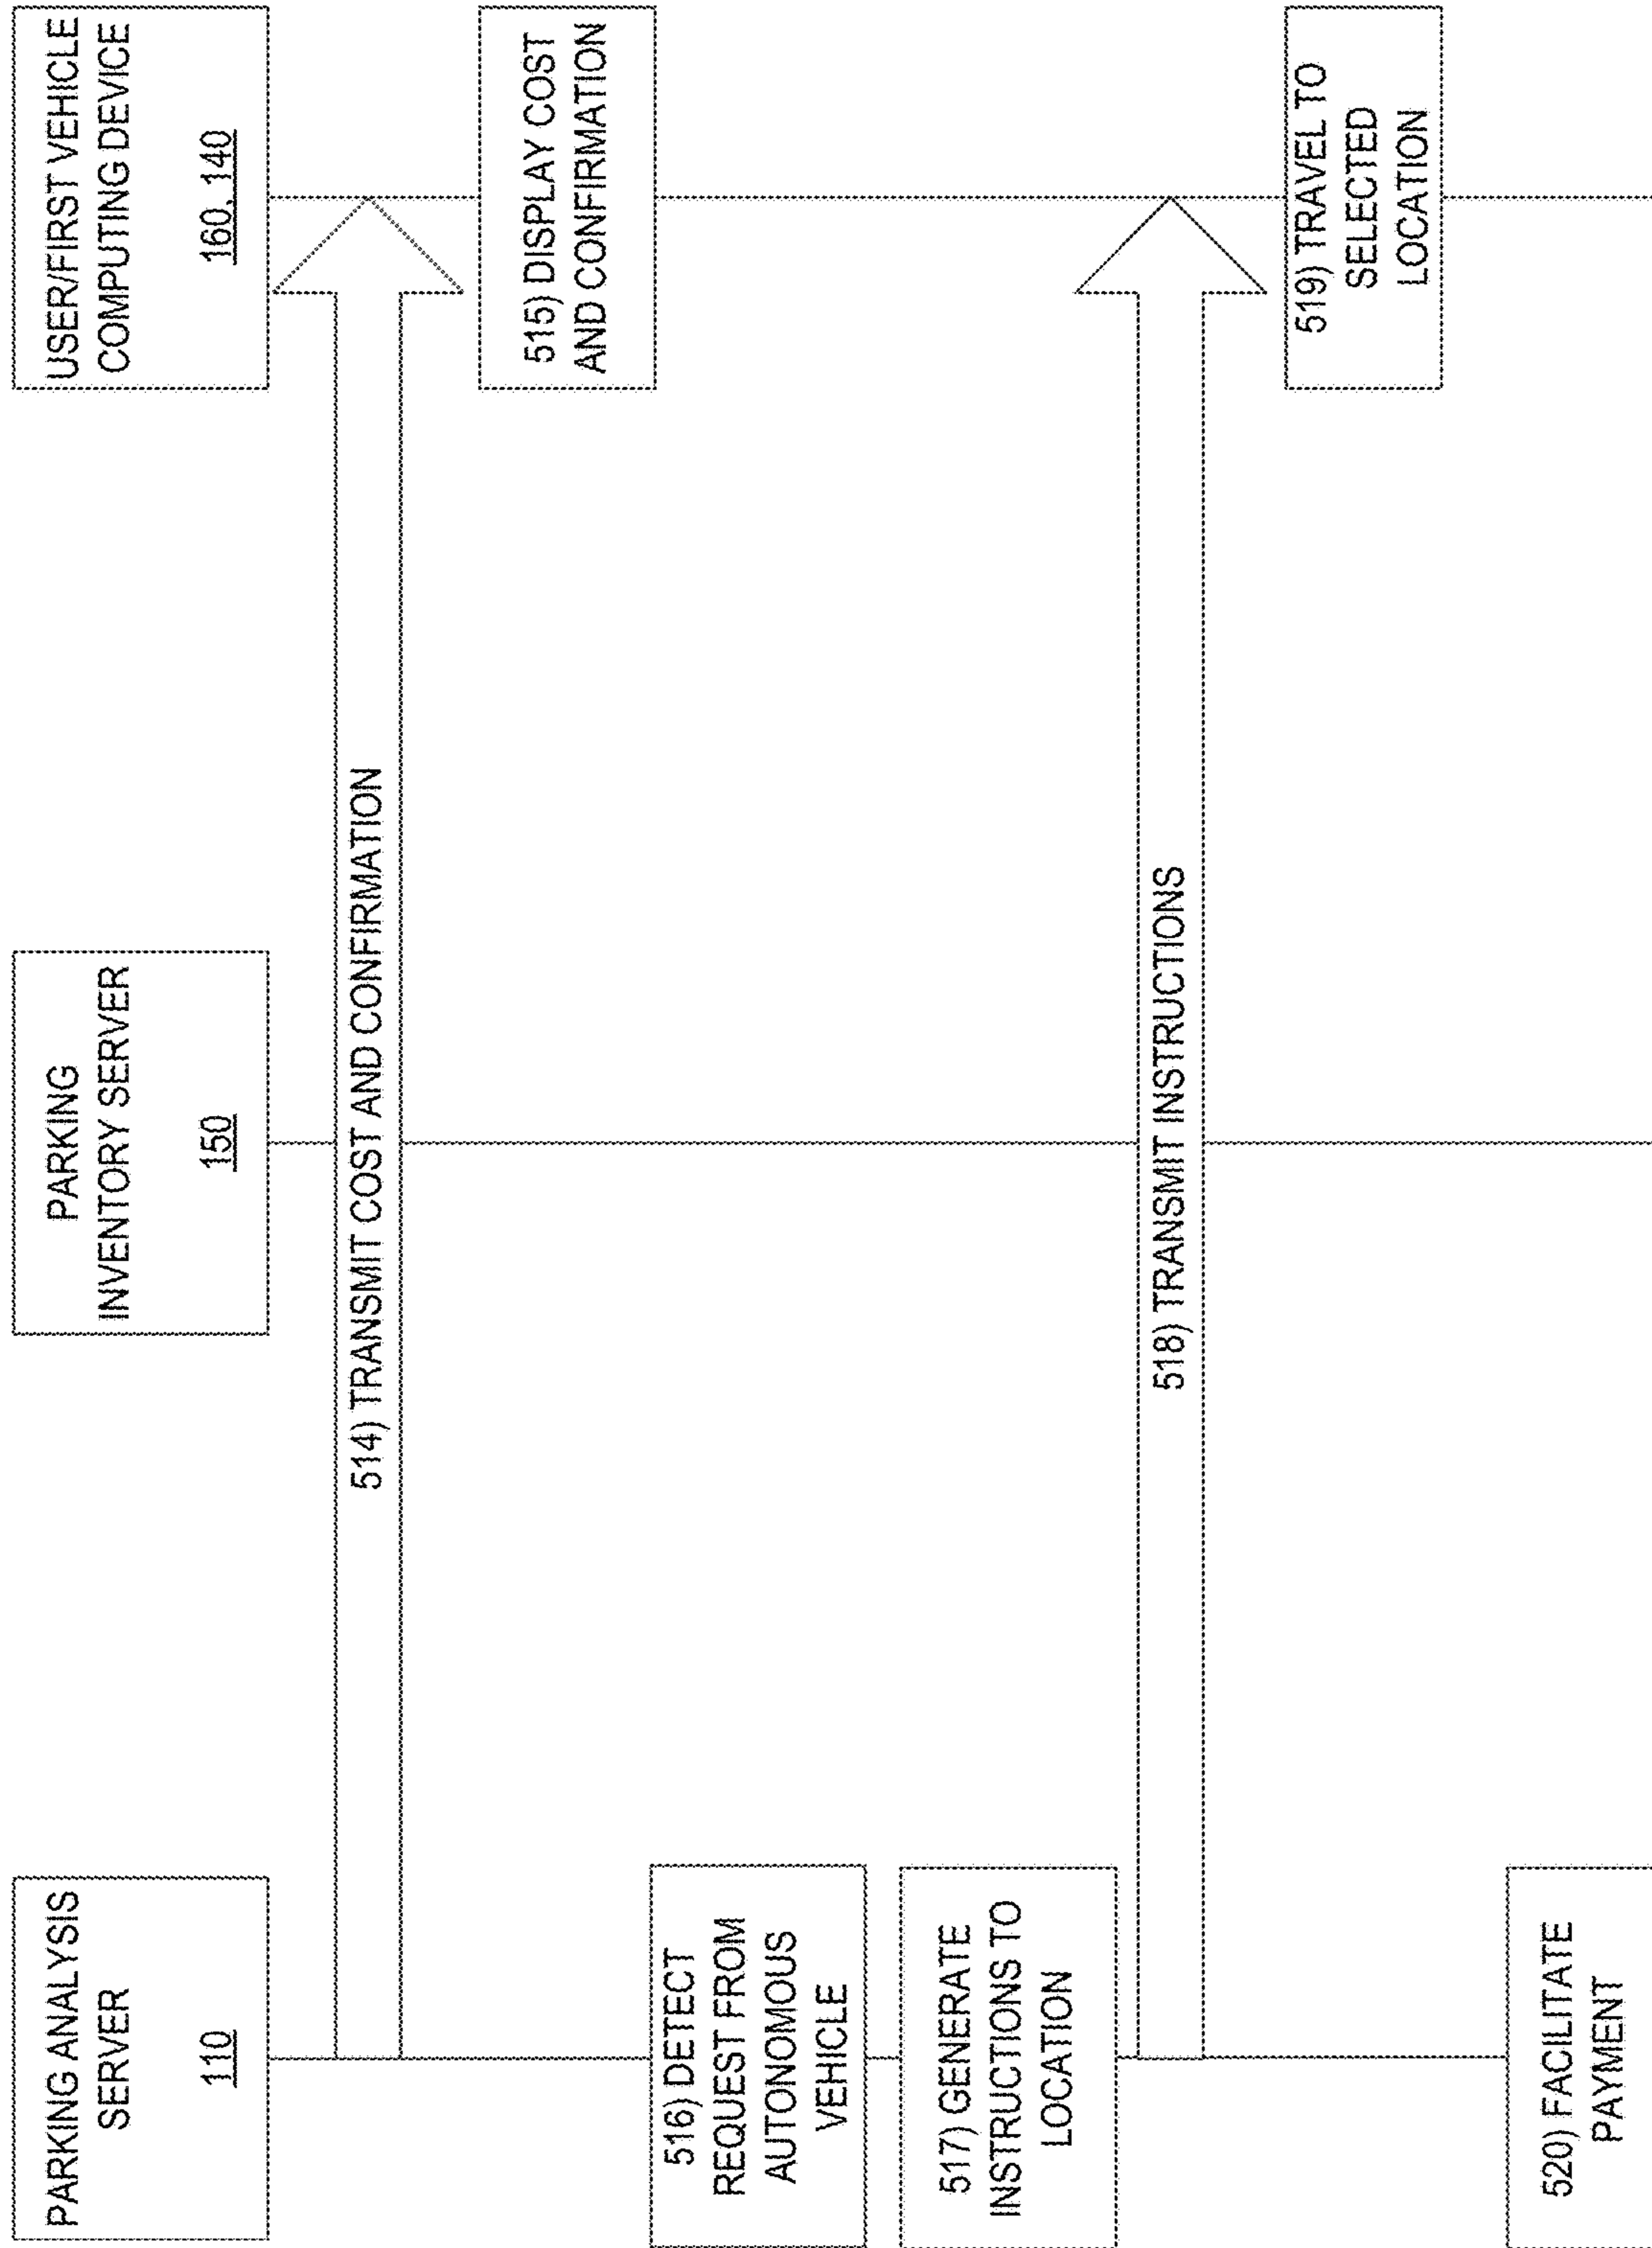 PARKING ANALYSIS
SERVER
110
PARKING
INVENTORY SERVER
150
USER/FIRST VEHICLE
COMPUTING DEVICE
160, 140
514) TRANSMIT COST AND CONFIRMATION
515) DISPLAY COST
AND CONFIRMATION
516) DETECT
REQUEST FROM
AUTONOMOUS
VEHICLE
517) GENERATE
INSTRUCTIONS TO
LOCATION
518) TRANSMIT INSTRUCTIONS
519) TRAVEL TO
SELECTED
LOCATION
520) FACILITATE
PAYMENT